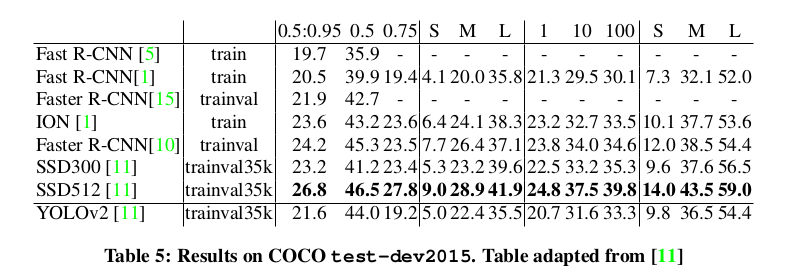 0.5:0.95 0.5 0.75 S M L 1 10 100 S M L
Fast R-CNN [5] train 19.7 35.9 - - - - - - - - - -
Fast R-CNN[1] train 20.5 39.9 19.4 4.1 20.0 35.8 21.3 29.5 30.1 7.3 32.1 52.0
Faster R-CNN[15] trainval 21.9 42.7 - - - - - - - - - -
ION [1] train 23.6 43.2 23.6 6.4 24.1 38.3 23.2 32.7 33.5 10.1 37.7 53.6
Faster R-CNN[10] trainval 24.2 45.3 23.5 7.7 26.4 37.1 23.8 34.0 34.6 12.0 38.5 54.4
SSD300 [11] trainval35k 23.2 41.2 23.4 5.3 23.2 39.6 22.5 33.2 35.3 9.6 37.6 56.5
SSD512 [11] trainval35k 26.8 46.5 27.8 9.0 28.9 41.9 24.8 37.5 39.8 14.0 43.5 59.0
YOLOv2 [11] trainval35k 21.6 44.0 19.2 5.0 22.4 35.5 20.7 31.6 33.3 9.8 36.5 54.4
Table 5: Results on COCO test-dev2015. Table adapted from [11]